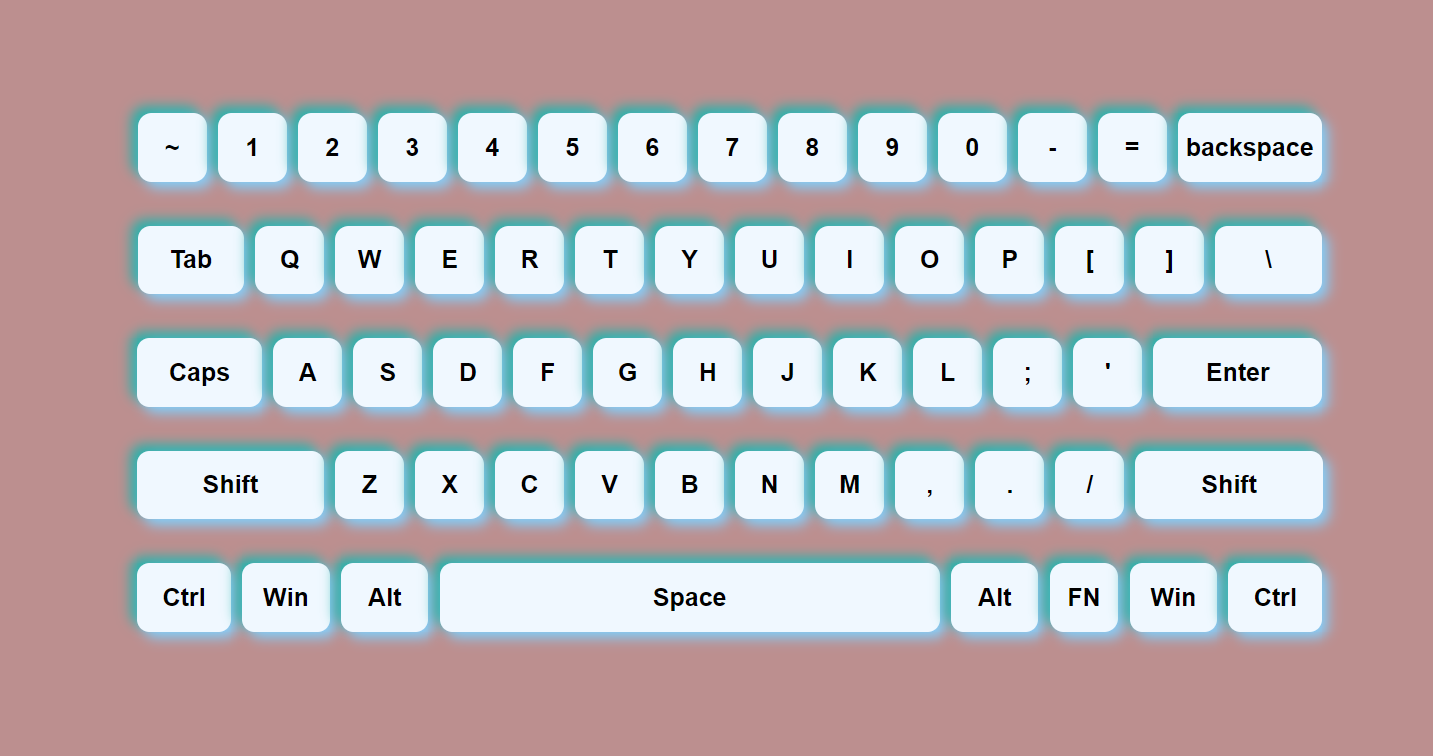 ~ 1 2 3 4 5 6 7 8 9 0 - = backspace
Tab Q W E R T Y U I O P [ ] \
Caps A S D F G H J K L ; ' Enter
Shift Z X C V B N M , . / Shift
Ctrl Win Alt Space Alt FN Win Ctrl